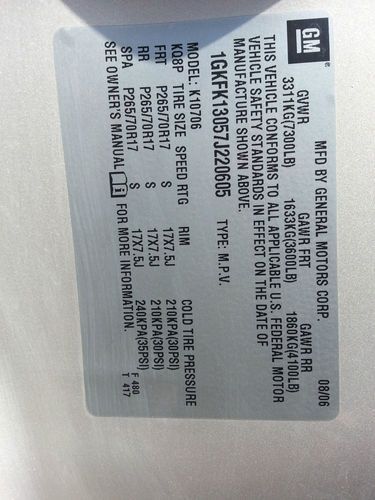 GM ®
MFD BY GENERAL MOTORS CORP. 08/06
GVWR GAWR FRT GAWR RR
3311KG(7300LB) 1633KG(3600LB) 1860KG(4100LB)
THIS VEHICLE CONFORMS TO ALL APPLICABLE U.S. FEDERAL MOTOR
VEHICLE SAFETY STANDARDS IN EFFECT ON THE DATE OF
MANUFACTURE SHOWN ABOVE.
1GKFK13057J220605 TYPE: M.P.V.
MODEL: K10706
KQ8P TIRE SIZE SPEED RTG RIM COLD TIRE PRESSURE
FRT P265/70R17 S 17X7.5J 210KPA(30PSI)
RR P265/70R17 S 17X7.5J 210KPA(30PSI)
SPA P265/70R17 S 17X7.5J 240KPA(35PSI)
SEE OWNER'S MANUAL i FOR MORE INFORMATION.
F 480
T 417